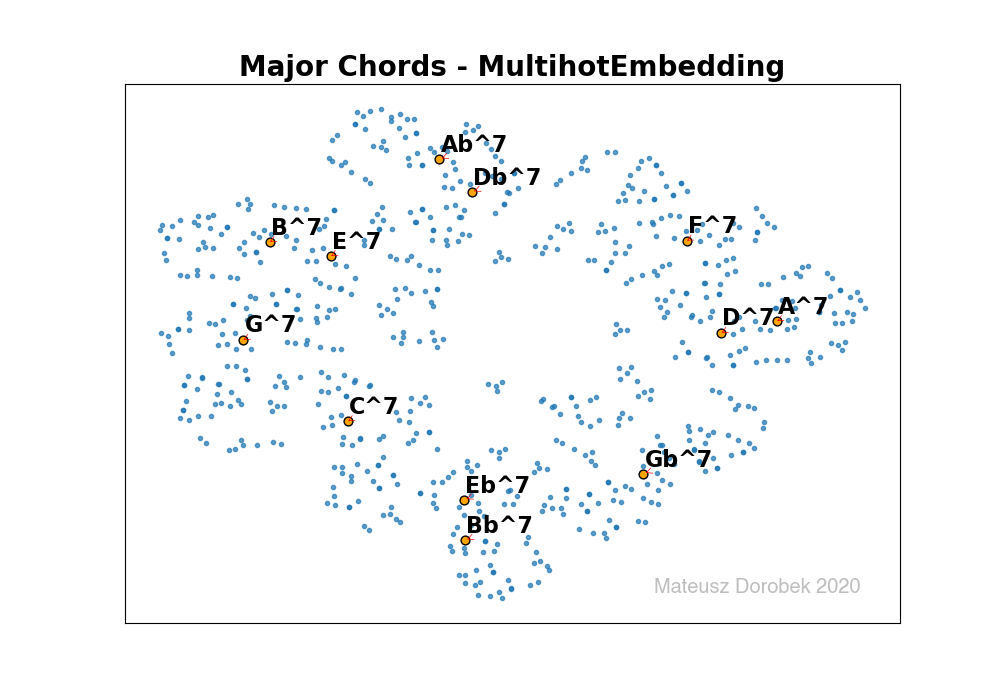 Major Chords - MultihotEmbedding
Ab^7
Db^7
B^7
E^7
F^7
G^7
D^7
A^7
C^7
Gb^7
Eb^7
Bb^7
Mateusz Dorobek 2020